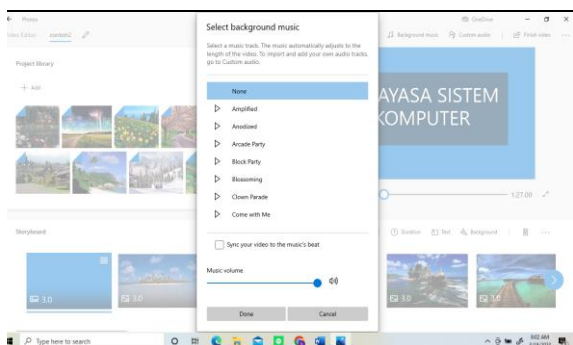 Photos
OneDrive
Video Editor
contoh1
Background music
Custom audio
Finish video
Project library
+ Add
AYASA SISTEM
KOMPUTER
1:27.00
Select background music
Select a music track. The music automatically adjusts to the
length of the video. To import and add your own audio tracks,
go to Custom audio.
None
Amplified
Anodized
Arcade Party
Block Party
Blossoming
Clown Parade
Come with Me
Sync your video to the music's beat
Music volume
Done
Cancel
Storyboard
Duration
Text
Background
3.0
3.0
3.0
3.0
Type here to search
8:02 AM